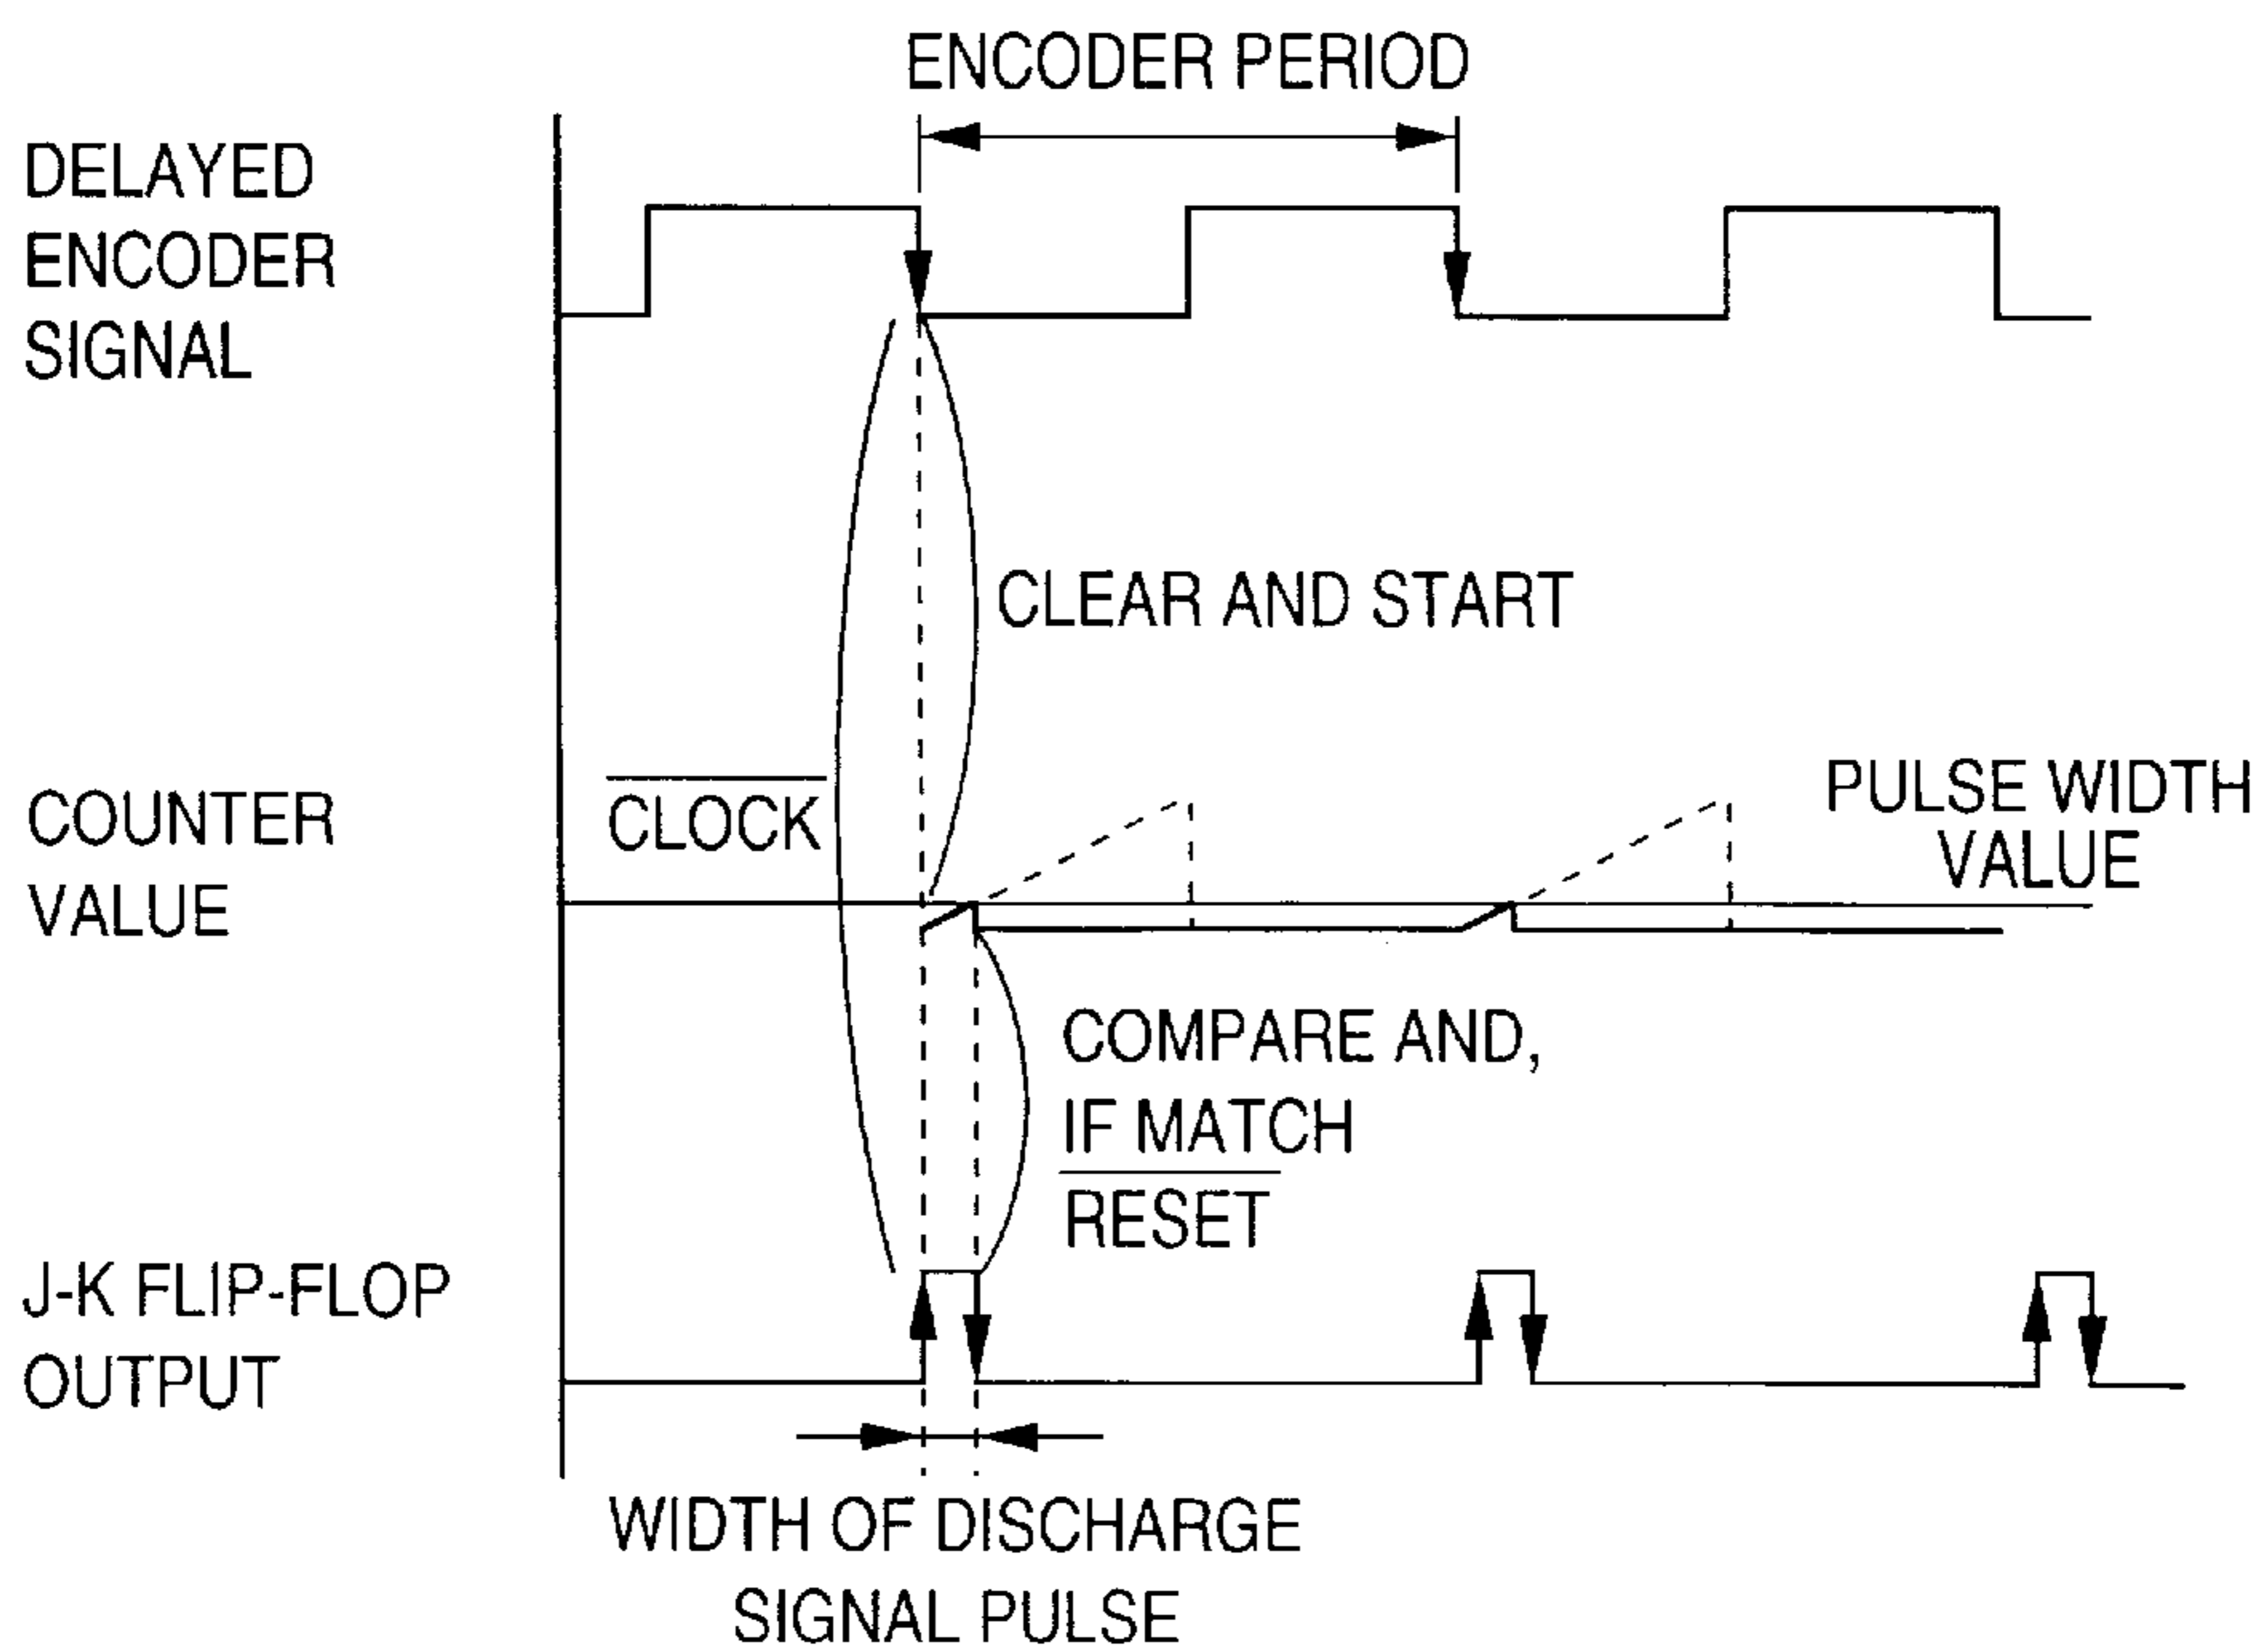 ENCODER PERIOD
DELAYED
ENCODER
SIGNAL
CLEAR AND START
CLOCK
COUNTER
VALUE
PULSE WIDTH
VALUE
COMPARE AND,
IF MATCH
RESET
J-K FLIP-FLOP
OUTPUT
WIDTH OF DISCHARGE
SIGNAL PULSE